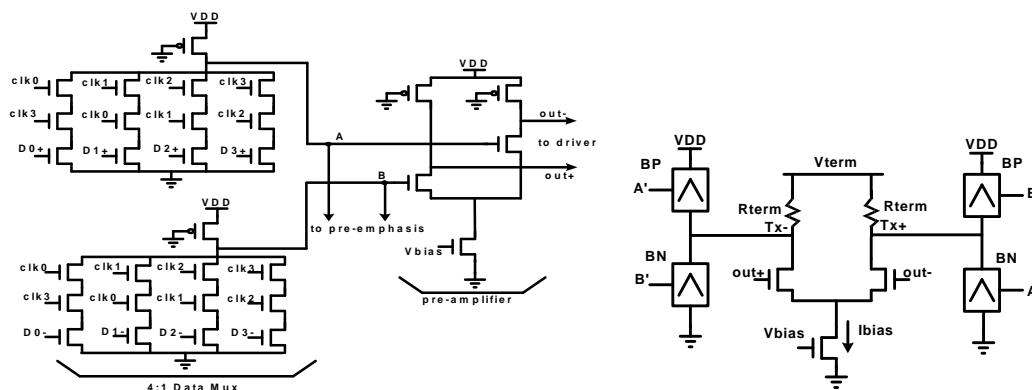 VDD
clk0 clk1 clk2 clk3
clk3 clk0 clk1 clk2
D0+ D1+ D2+ D3+
VDD
clk0 clk1 clk2 clk3
clk3 clk0 clk1 clk2
D0- D1- D2- D3-
4:1 Data Mux
A
B
to pre-emphasis
VDD
out-
to driver
out+
Vbias
pre-amplifier
VDD
BP
A'
BN
B'
Vterm
Rterm Rterm
Tx- Tx+
out+ out-
Vbias Ibias
VDD
BP
BN